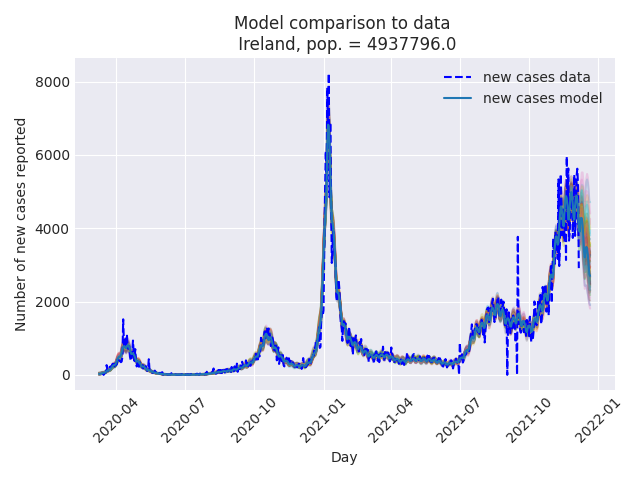 Model comparison to data
Ireland, pop. = 4937796.0
new cases data
new cases model
Number of new cases reported
8000
6000
4000
2000
0
2020-04
2020-07
2020-10
2021-01
2021-04
2021-07
2021-10
2022-01
Day